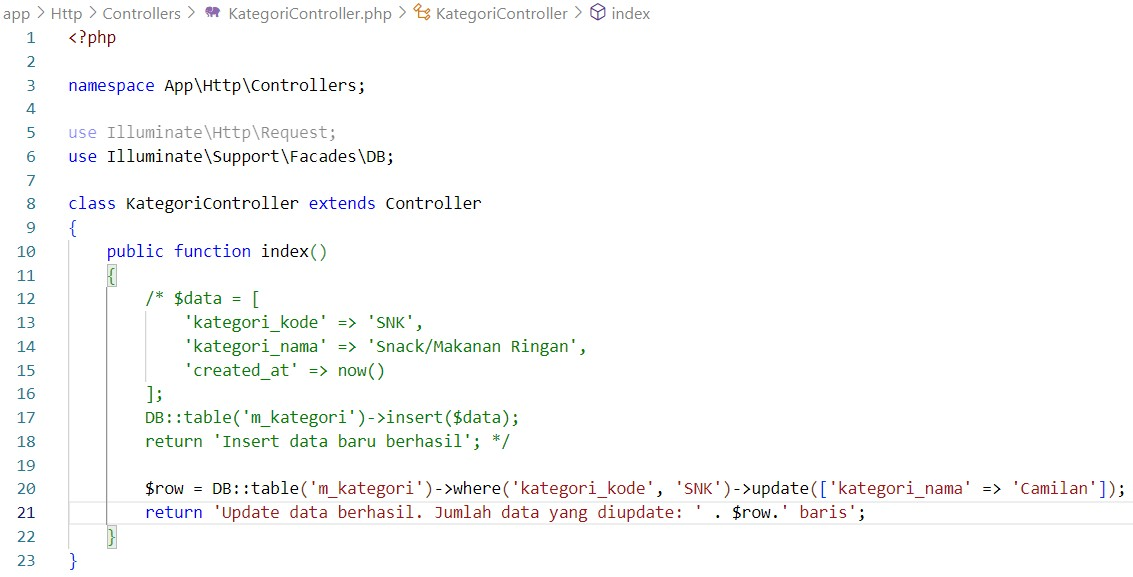 app > Http > Controllers > KategoriController.php > KategoriController > index
1 <?php
2
3 namespace App\Http\Controllers;
4
5 use Illuminate\Http\Request;
6 use Illuminate\Support\Facades\DB;
7
8 class KategoriController extends Controller
9 {
10     public function index()
11     {
12         /* $data = [
13             'kategori_kode' => 'SNK',
14             'kategori_nama' => 'Snack/Makanan Ringan',
15             'created_at' => now()
16         ];
17         DB::table('m_kategori')->insert($data);
18         return 'Insert data baru berhasil'; */
19
20         $row = DB::table('m_kategori')->where('kategori_kode', 'SNK')->update(['kategori_nama' => 'Camilan']);
21         return 'Update data berhasil. Jumlah data yang diupdate: ' . $row.' baris';
22     }
23 }